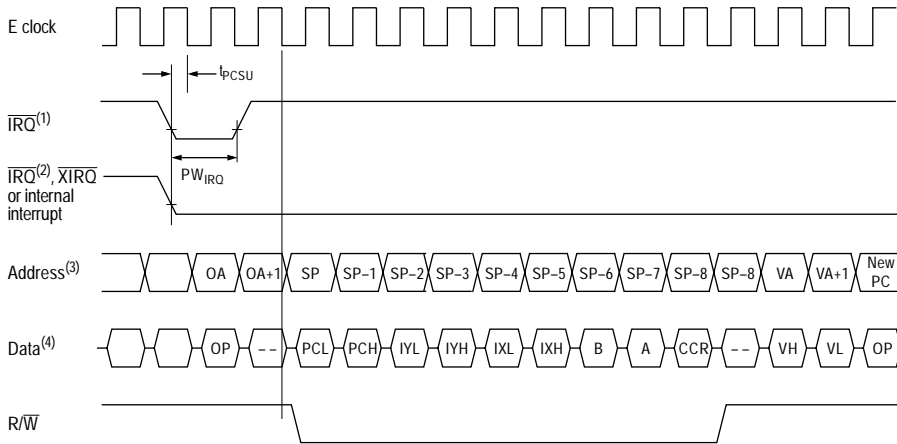 E clock
tPCSU
IRQ(1)
PWIRQ
IRQ(2), XIRQ
or internal
interrupt
Address(3) OA OA+1 SP SP–1 SP–2 SP–3 SP–4 SP–5 SP–6 SP–7 SP–8 SP–8 VA VA+1 New PC
Data(4) OP – – PCL PCH IYL IYH IXL IXH B A CCR – – VH VL OP
R/W